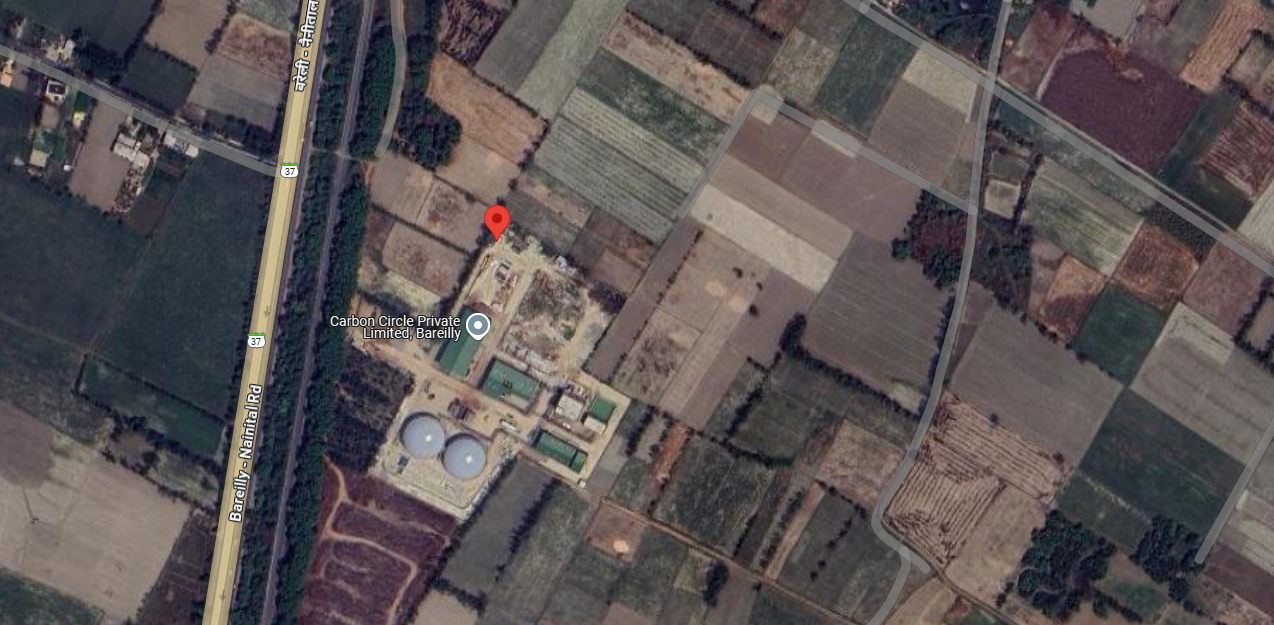 बरेली - नैनीताल
37
Carbon Circle Private
Limited, Bareilly
37
Bareilly - Nainital Rd